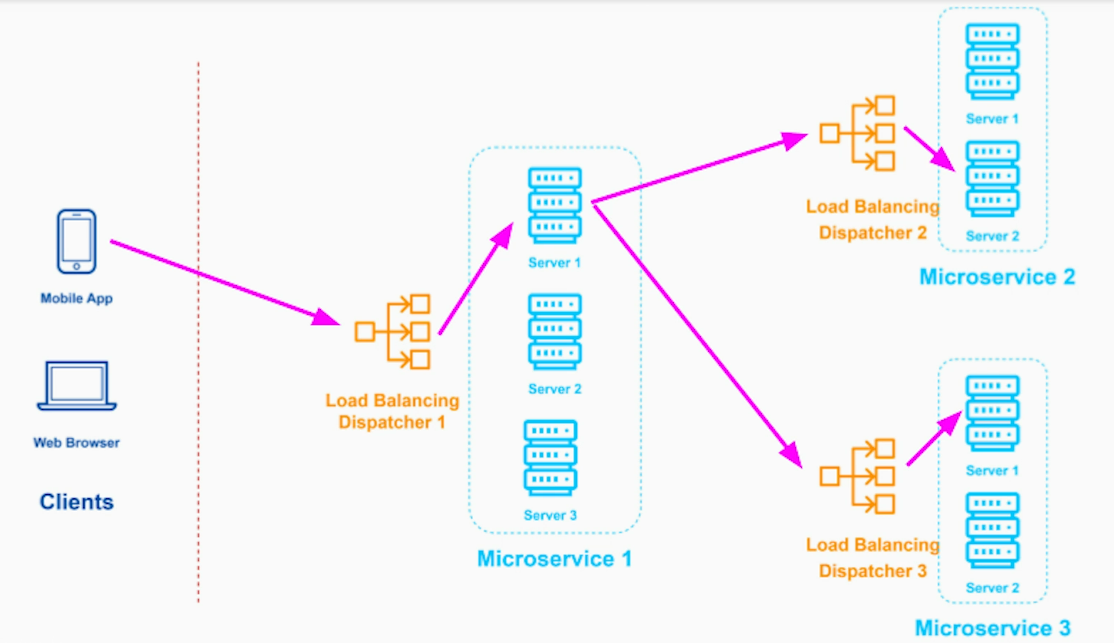 Mobile App
Web Browser
Clients
Load Balancing
Dispatcher 1
Server 1
Server 2
Server 3
Microservice 1
Load Balancing
Dispatcher 2
Server 1
Server 2
Microservice 2
Load Balancing
Dispatcher 3
Server 1
Server 2
Microservice 3